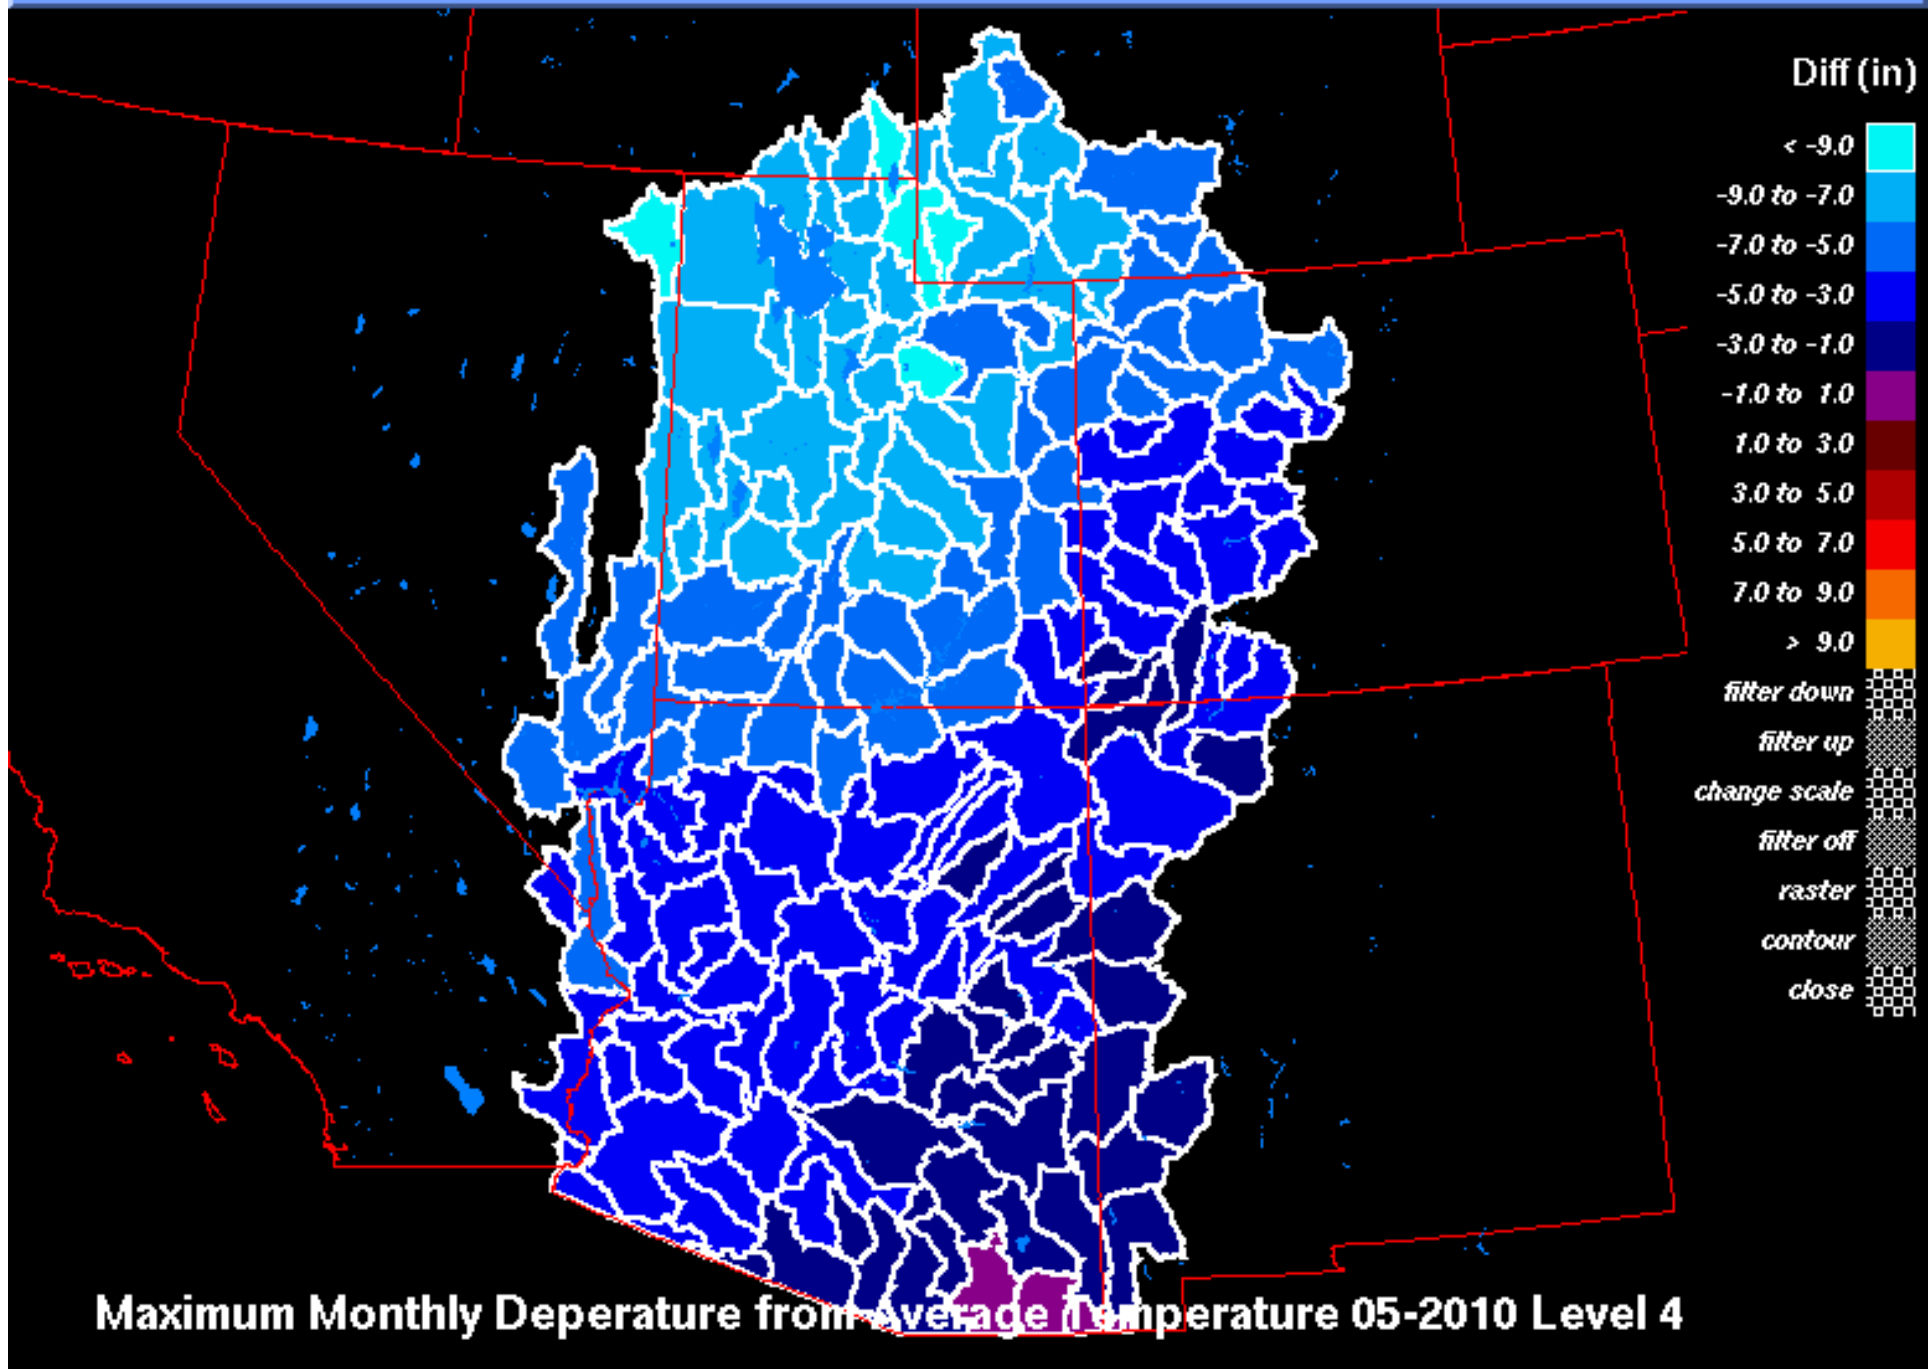 Diff (in)
< -9.0
-9.0 to -7.0
-7.0 to -5.0
-5.0 to -3.0
-3.0 to -1.0
-1.0 to 1.0
1.0 to 3.0
3.0 to 5.0
5.0 to 7.0
7.0 to 9.0
> 9.0
filter down
filter up
change scale
filter off
raster
contour
close
Maximum Monthly Deperature from Average Temperature 05-2010 Level 4